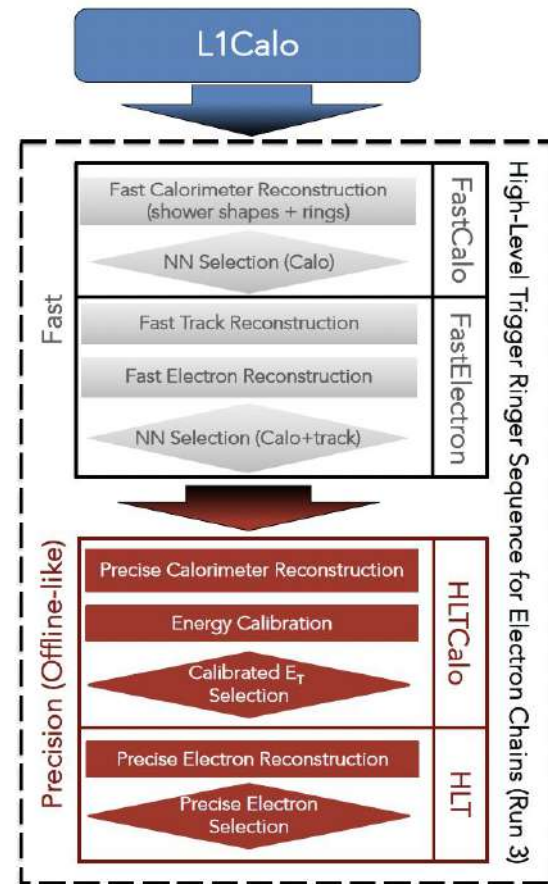 L1Calo
Fast
Fast Calorimeter Reconstruction
(shower shapes + rings)
NN Selection (Calo)
FastCalo
Fast Track Reconstruction
Fast Electron Reconstruction
NN Selection (Calo+track)
FastElectron
Precision (Offline-like)
Precise Calorimeter Reconstruction
Energy Calibration
Calibrated E_T
Selection
HLTCalo
Precise Electron Reconstruction
Precise Electron
Selection
HLT
High-Level Trigger Ringer Sequence for Electron Chains (Run 3)